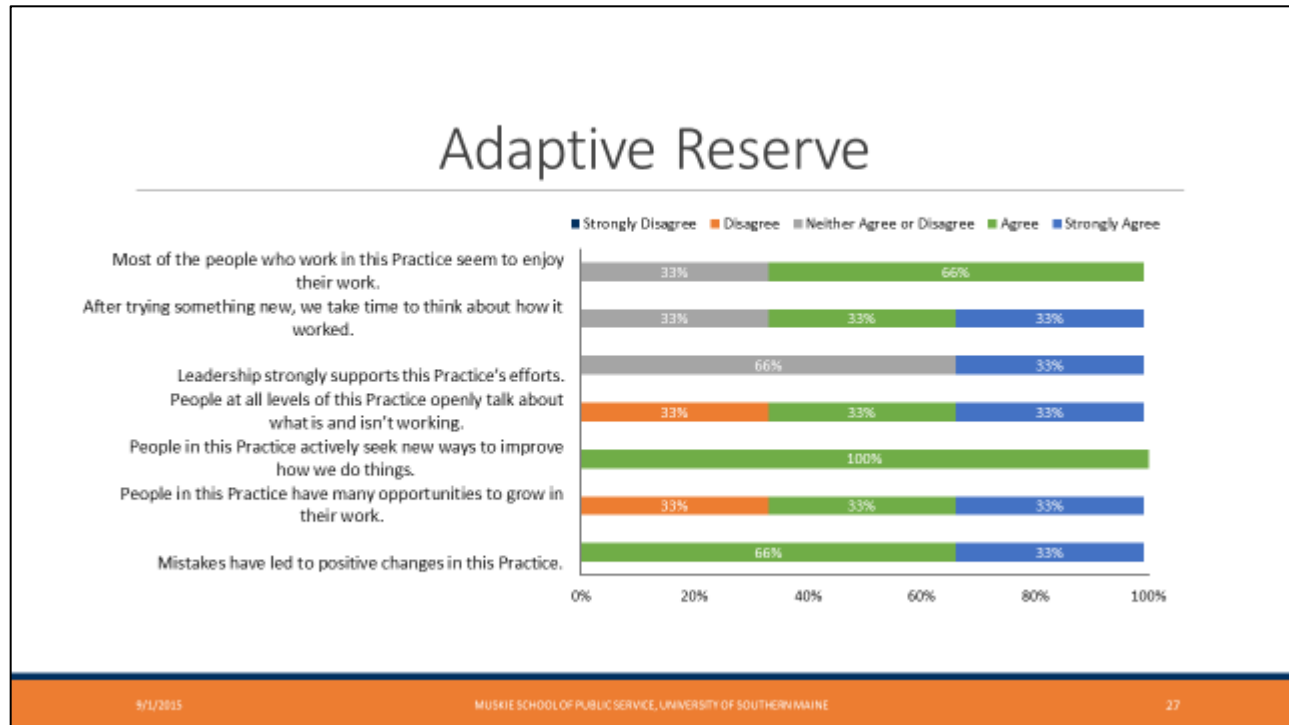 Adaptive Reserve
Strongly Disagree Disagree Neither Agree or Disagree Agree Strongly Agree
Most of the people who work in this Practice seem to enjoy
their work.
33% 66%
After trying something new, we take time to think about how it
worked.
33% 33% 33%
Leadership strongly supports this Practice's efforts.
66% 33%
People at all levels of this Practice openly talk about
what is and isn't working.
33% 33% 33%
People in this Practice actively seek new ways to improve
how we do things.
100%
People in this Practice have many opportunities to grow in
their work.
33% 33% 33%
Mistakes have led to positive changes in this Practice.
66% 33%
0% 20% 40% 60% 80% 100%
9/1/2015 MUSKIE SCHOOL OF PUBLIC SERVICE, UNIVERSITY OF SOUTHERN MAINE 27